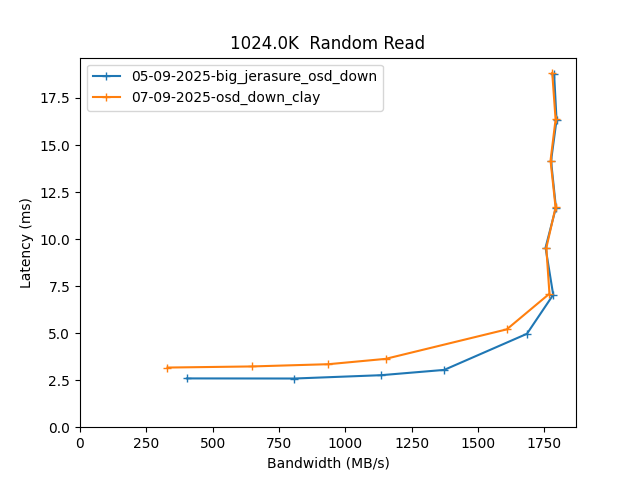 1024.0K  Random Read
05-09-2025-big_jerasure_osd_down
07-09-2025-osd_down_clay
Latency (ms)
17.5
15.0
12.5
10.0
7.5
5.0
2.5
0.0
0 250 500 750 1000 1250 1500 1750
Bandwidth (MB/s)